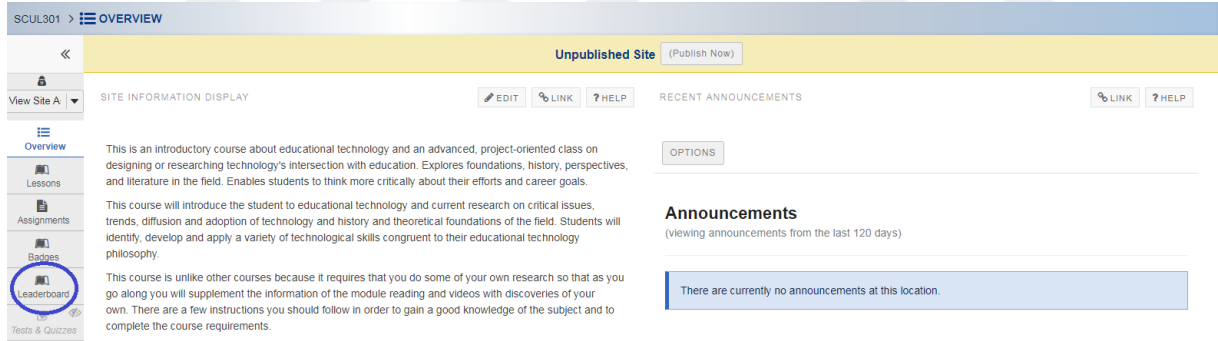 SCUL301 > OVERVIEW
Unpublished Site (Publish Now)
View Site A
SITE INFORMATION DISPLAY
EDIT LINK ? HELP
RECENT ANNOUNCEMENTS
LINK ? HELP
Overview
Lessons
Assignments
Badges
Leaderboard
Tests & Quizzes
This is an introductory course about educational technology and an advanced, project-oriented class on
designing or researching technology's intersection with education. Explores foundations, history, perspectives,
and literature in the field. Enables students to think more critically about their efforts and career goals.
This course will introduce the student to educational technology and current research on critical issues,
trends, diffusion and adoption of technology and history and theoretical foundations of the field. Students will
identify, develop and apply a variety of technological skills congruent to their educational technology
philosophy.
This course is unlike other courses because it requires that you do some of your own research so that as you
go along you will supplement the information of the module reading and videos with discoveries of your
own. There are a few instructions you should follow in order to gain a good knowledge of the subject and to
complete the course requirements.
OPTIONS
Announcements
(viewing announcements from the last 120 days)
There are currently no announcements at this location.